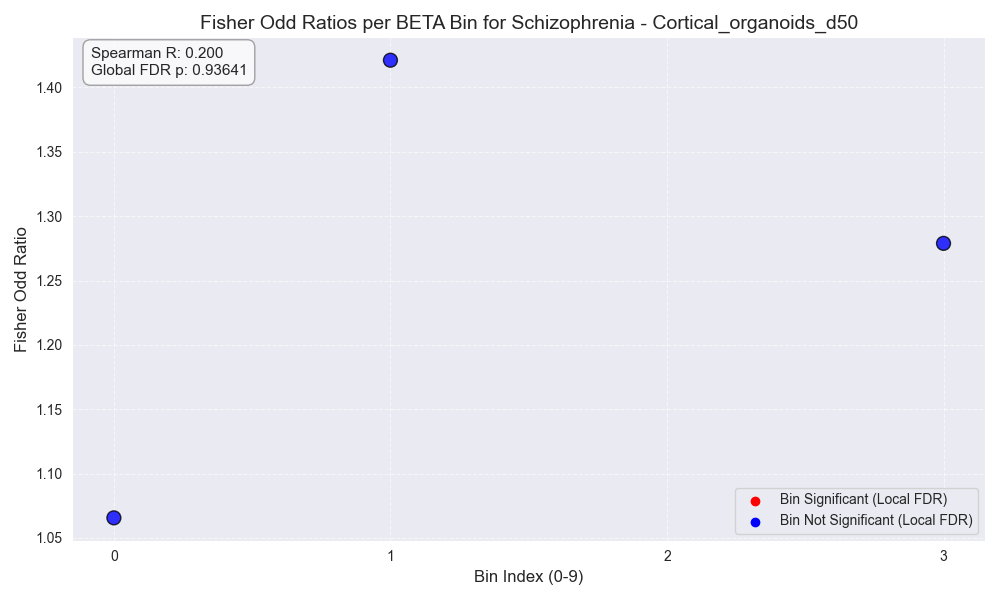 Fisher Odd Ratios per BETA Bin for Schizophrenia - Cortical_organoids_d50
Spearman R: 0.200
Global FDR p: 0.93641
1.40
1.35
1.30
1.25
1.20
1.15
1.10
1.05
Fisher Odd Ratio
Bin Significant (Local FDR)
Bin Not Significant (Local FDR)
0 1 2 3
Bin Index (0-9)